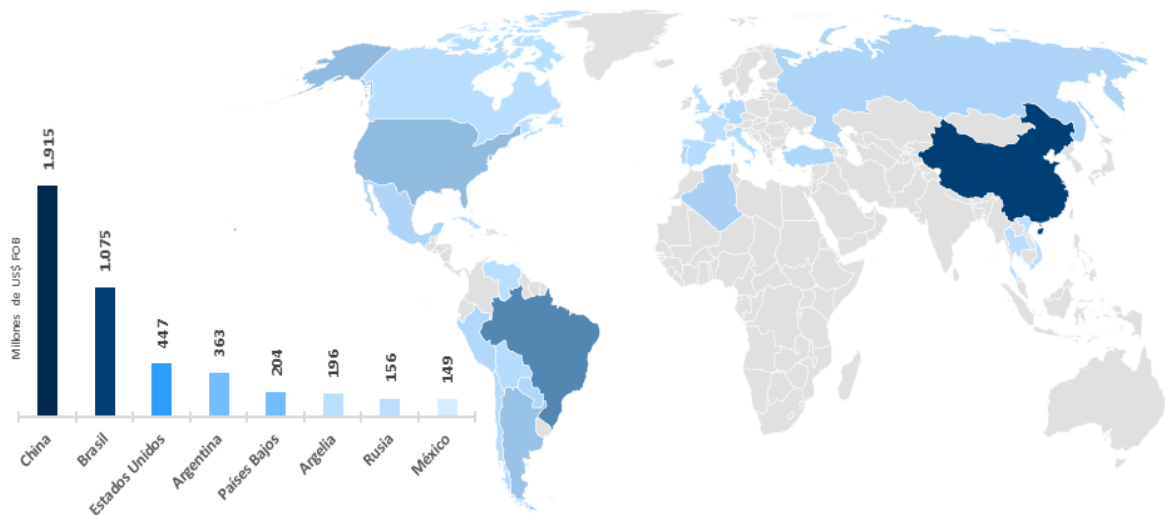 Millones de US$ FOB
1.915
1.075
447
363
204
196
156
149
China
Brasil
Estados Unidos
Argentina
Países Bajos
Argelia
Rusia
México